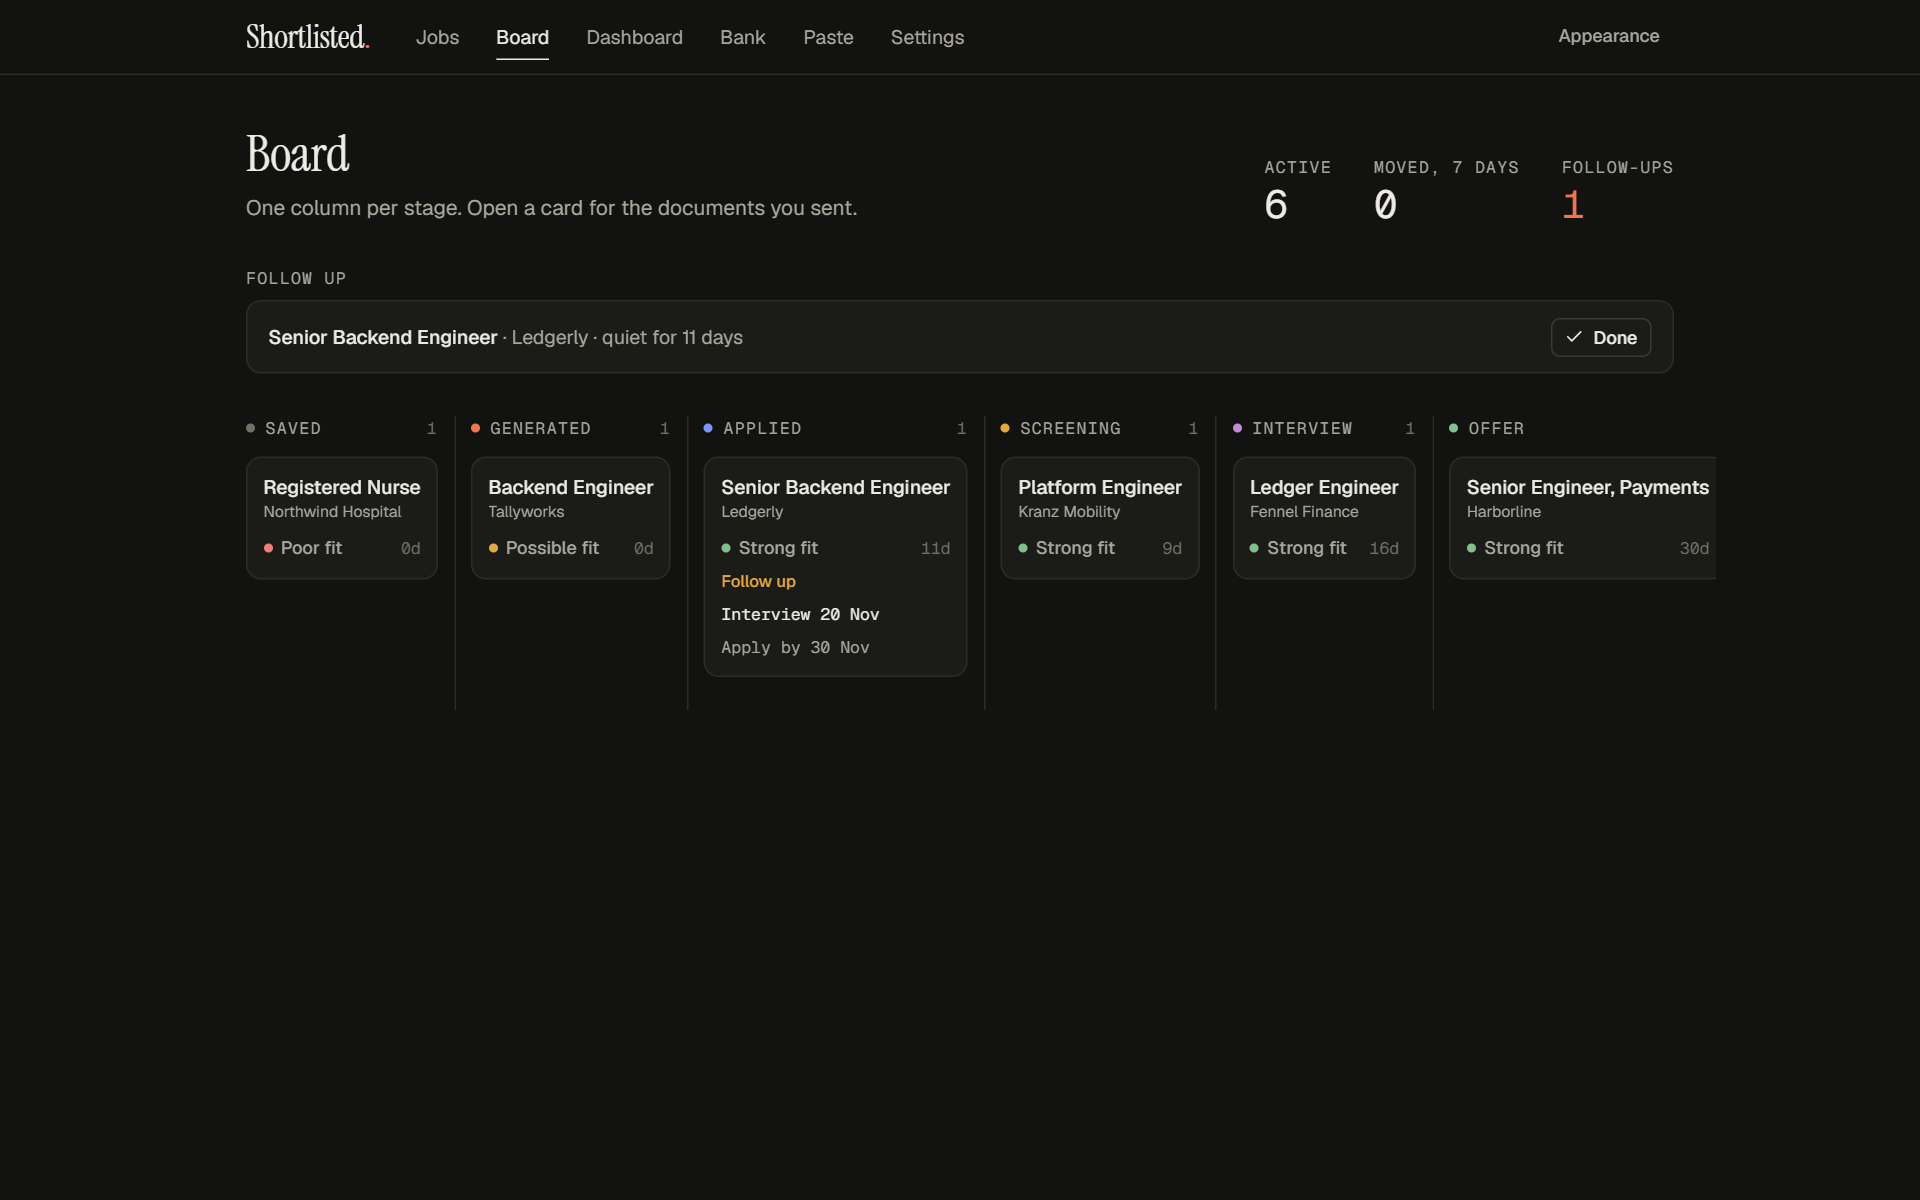 Shortlisted. Jobs Board Dashboard Bank Paste Settings Appearance
Board
One column per stage. Open a card for the documents you sent.
ACTIVE MOVED, 7 DAYS FOLLOW-UPS
6 0 1
FOLLOW UP
Senior Backend Engineer · Ledgerly · quiet for 11 days Done
SAVED 1 GENERATED 1 APPLIED 1 SCREENING 1 INTERVIEW 1 OFFER
Registered Nurse Backend Engineer Senior Backend Engineer Platform Engineer Ledger Engineer Senior Engineer, Payments
Northwind Hospital Tallyworks Ledgerly Kranz Mobility Fennel Finance Harborline
Poor fit 0d Possible fit 0d Strong fit 11d Strong fit 9d Strong fit 16d Strong fit 30d
Follow up
Interview 20 Nov
Apply by 30 Nov